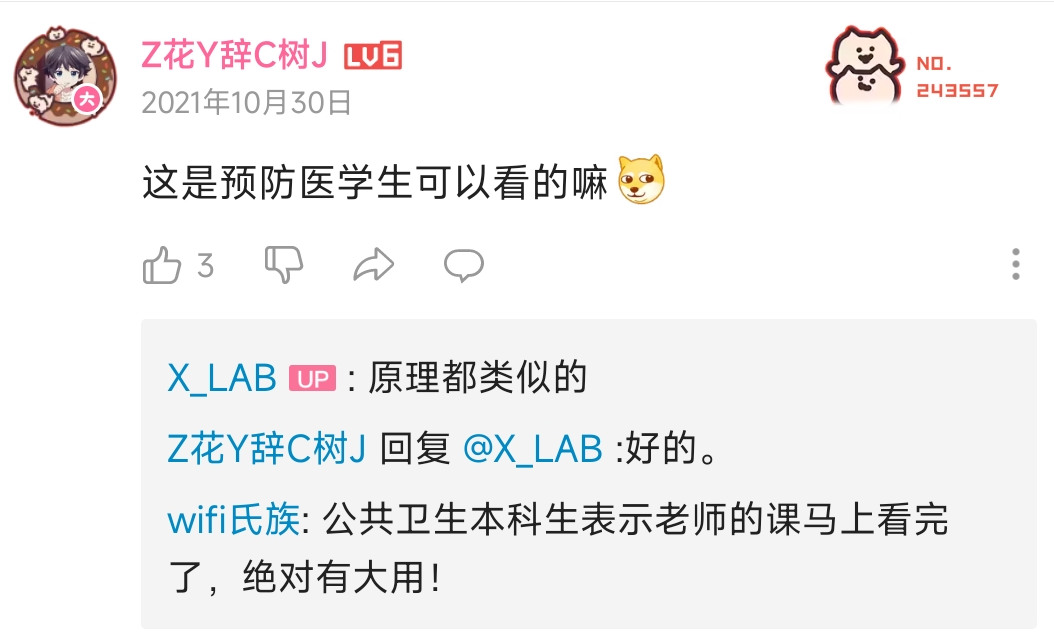 Z花Y辞C树J LV6
NO.
243557
2021年10月30日
大
这是预防医学生可以看的嘛
3
X_LAB UP : 原理都类似的
Z花Y辞C树J 回复 @X_LAB :好的。
wifi氏族: 公共卫生本科生表示老师的课马上看完
了，绝对有大用！